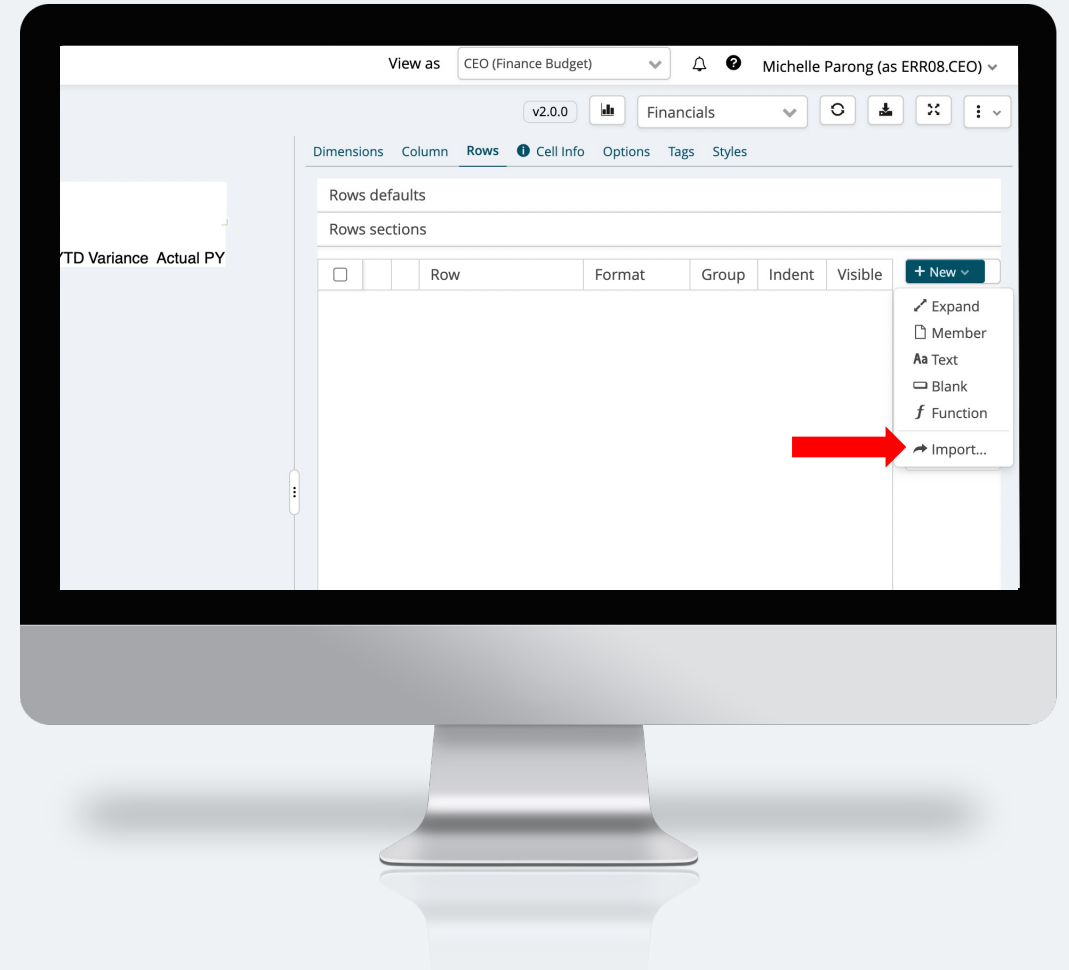 View as CEO (Finance Budget) Michelle Parong (as ERR08.CEO)
v2.0.0 Financials
Dimensions Column Rows Cell Info Options Tags Styles
Rows defaults
Rows sections
YTD Variance Actual PY
Row Format Group Indent Visible + New
Expand
Member
Aa Text
Blank
f Function
Import...